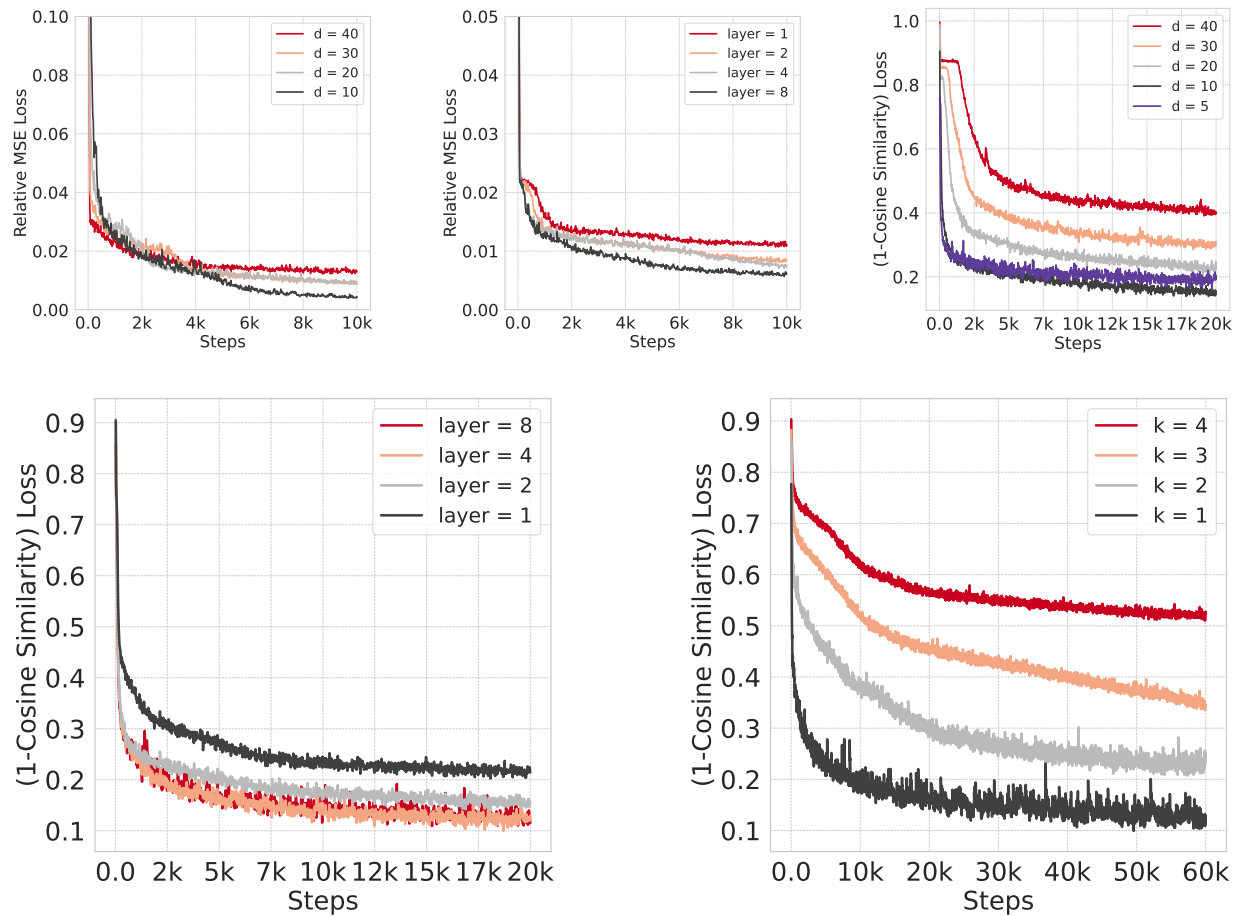 Relative MSE Loss
0.10
0.08
0.06
0.04
0.02
0.00
d = 40
d = 30
d = 20
d = 10
0.0 2k 4k 6k 8k 10k
Steps
Relative MSE Loss
0.05
0.04
0.03
0.02
0.01
0.00
layer = 1
layer = 2
layer = 4
layer = 8
0.0 2k 4k 6k 8k 10k
Steps
(1-Cosine Similarity) Loss
1.0
0.8
0.6
0.4
0.2
d = 40
d = 30
d = 20
d = 10
d = 5
0.0 2k 5k 7k 10k 12k 15k 17k 20k
Steps
(1-Cosine Similarity) Loss
0.9
0.8
0.7
0.6
0.5
0.4
0.3
0.2
0.1
layer = 8
layer = 4
layer = 2
layer = 1
0.0 2k 5k 7k 10k 12k 15k 17k 20k
Steps
(1-Cosine Similarity) Loss
0.9
0.8
0.7
0.6
0.5
0.4
0.3
0.2
0.1
k = 4
k = 3
k = 2
k = 1
0.0 10k 20k 30k 40k 50k 60k
Steps